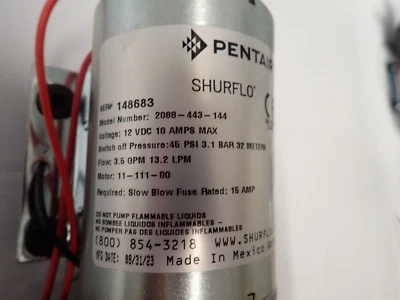 PENTAIR
SHURFLO®
SER# 148683
Model Number: 2088-443-144
Voltage: 12 VDC 10 AMPS MAX
Switch off Pressure:45 PSI 3.1 BAR 32 METERS
Flow: 3.5 GPM 13.2 LPM
Motor: 11-111-00
Required: Slow Blow Fuse Rated: 15 AMP
DO NOT PUMP FLAMMABLE LIQUIDS
NO BOMBEE LIQUIDOS INFLAMABLES
NE POMPER PAS DES LIQUIDES INFLAMMABLES
(800) 854-3218 WWW.SHURFL
MFG DATE: 08/31/23 Made In Mexico